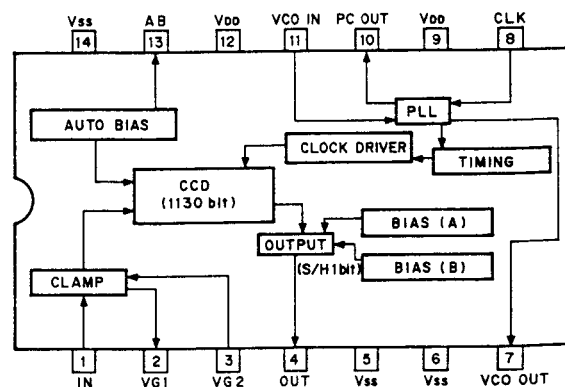 Vss AB VDD VCO IN PC OUT VDD CLK
14 13 12 11 10 9 8
PLL
AUTO BIAS
CLOCK DRIVER
TIMING
CCD
(1130 bit)
BIAS (A)
OUTPUT
(S/H1bit)
BIAS (B)
CLAMP
1 2 3 4 5 6 7
IN VG1 VG2 OUT Vss Vss VCO OUT